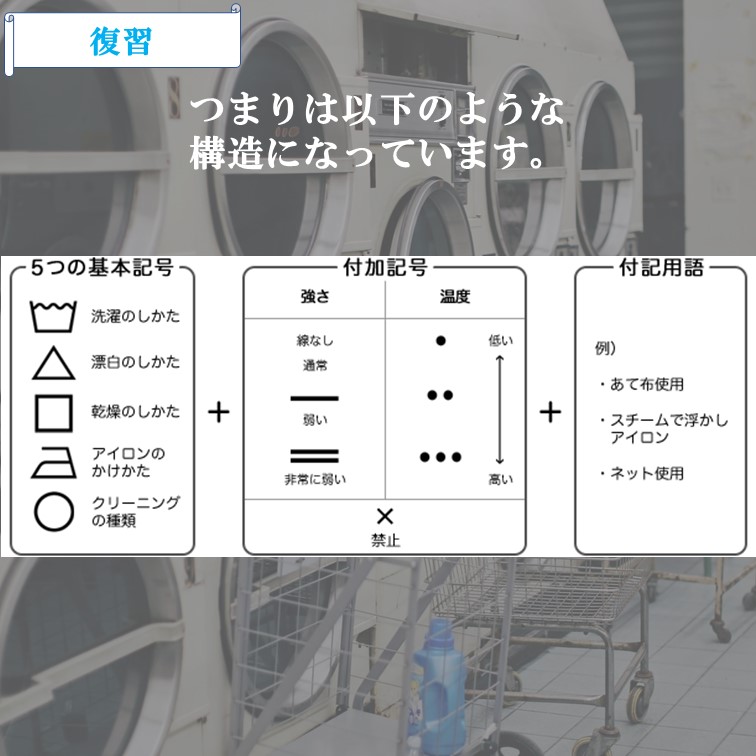 復習
つまりは以下のような
構造になっています。
5つの基本記号
洗濯のしかた
漂白のしかた
乾燥のしかた
アイロンの
かけかた
クリーニング
の種類
+
付加記号
強さ
温度
線なし
通常
弱い
非常に弱い
低い
高い
×
禁止
+
付記用語
例）
・あて布使用
・スチームで浮かし
アイロン
・ネット使用